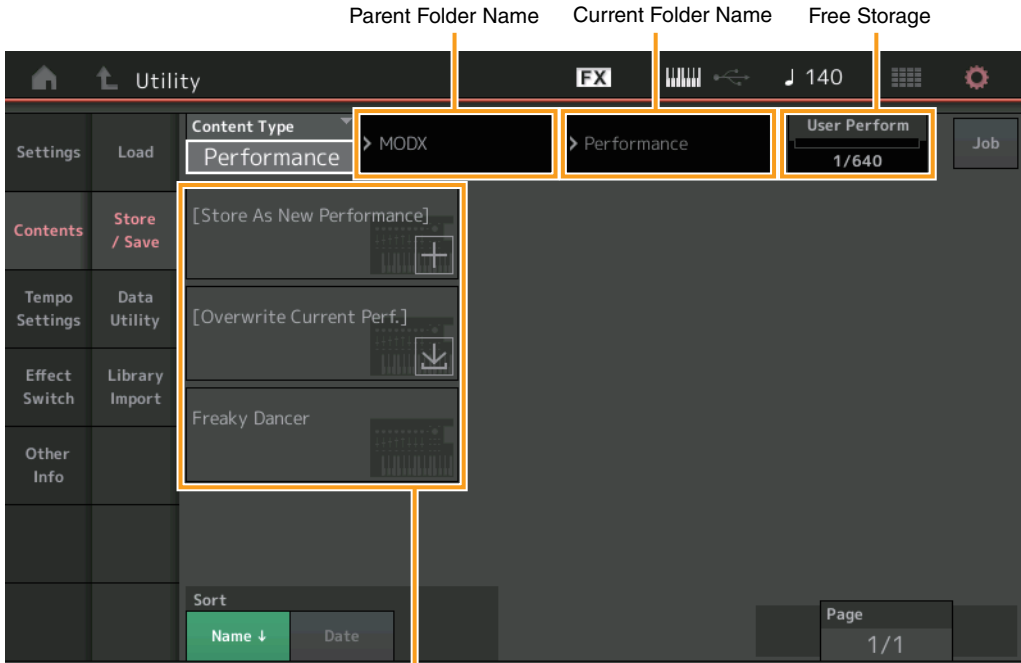 Parent Folder Name
Current Folder Name
Free Storage
Utility
FX
♩ 140
Settings
Load
Content Type
Performance
> MODX
> Performance
User Perform
1/640
Job
Contents
Store
/ Save
[Store As New Performance]
Tempo
Settings
Data
Utility
[Overwrite Current Perf.]
Effect
Switch
Library
Import
Freaky Dancer
Other
Info
Sort
Name ↓
Date
Page
1/1